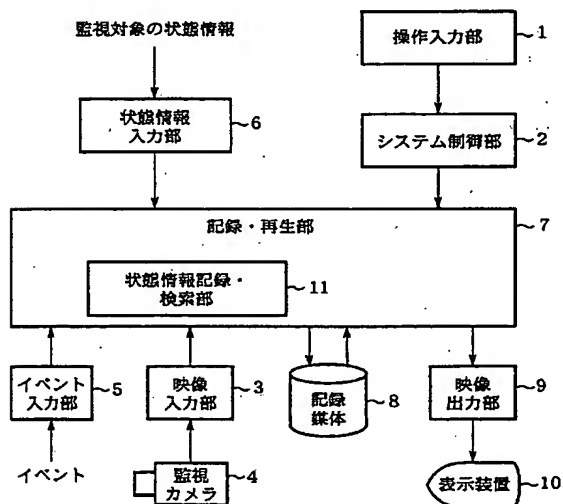 監視対象の状態情報
操作入力部
1
状態情報
入力部
6
システム制御部
2
記録・再生部
7
状態情報記録・
検索部
11
イベント
入力部
5
映像
入力部
3
記録
媒体
8
映像
出力部
9
イベント
監視
カメラ
4
表示装置
10